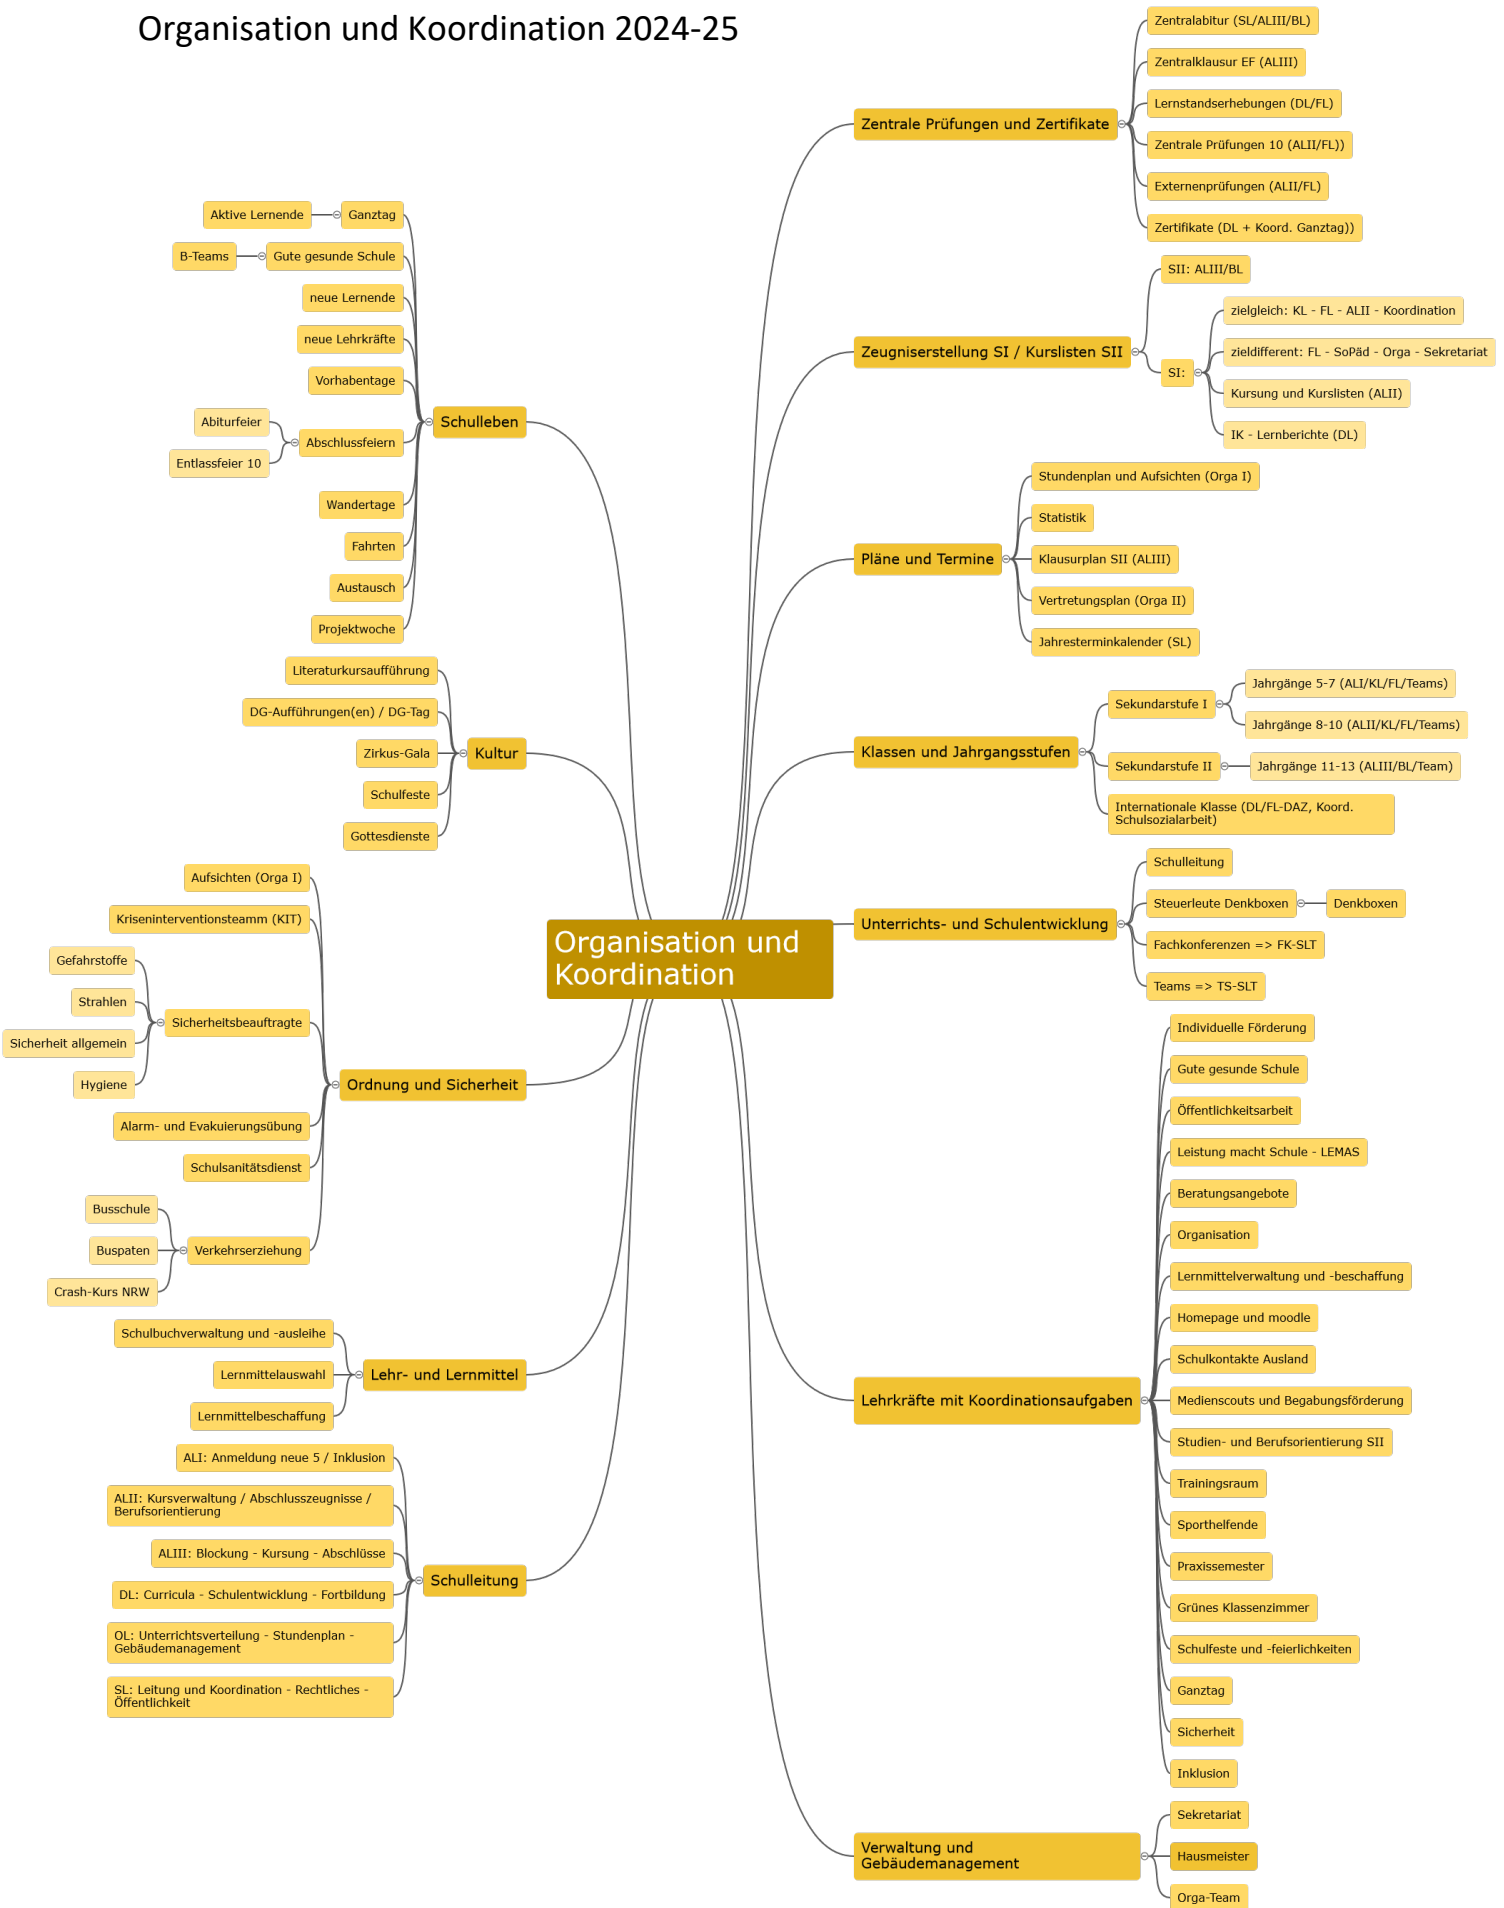 Organisation und Koordination 2024-25
Organisation und
Koordination
Zentrale Prüfungen und Zertifikate
Zentralabitur (SL/ALIII/BL)
Zentralklausur EF (ALIII)
Lernstandserhebungen (DL/FL)
Zentrale Prüfungen 10 (ALII/FL))
Externenprüfungen (ALII/FL)
Zertifikate (DL + Koord. Ganztag))
Zeugniserstellung SI / Kurslisten SII
SII: ALIII/BL
SI:
zielgleich: KL - FL - ALII - Koordination
zieldifferent: FL - SoPäd - Orga - Sekretariat
Kursung und Kurslisten (ALII)
IK - Lernberichte (DL)
Pläne und Termine
Stundenplan und Aufsichten (Orga I)
Statistik
Klausurplan SII (ALIII)
Vertretungsplan (Orga II)
Jahresterminkalender (SL)
Klassen und Jahrgangsstufen
Sekundarstufe I
Jahrgänge 5-7 (ALI/KL/FL/Teams)
Jahrgänge 8-10 (ALII/KL/FL/Teams)
Sekundarstufe II
Jahrgänge 11-13 (ALIII/BL/Team)
Internationale Klasse (DL/FL-DAZ, Koord.
Schulsozialarbeit)
Unterrichts- und Schulentwicklung
Schulleitung
Steuerleute Denkboxen
Denkboxen
Fachkonferenzen => FK-SLT
Teams => TS-SLT
Lehrkräfte mit Koordinationsaufgaben
Individuelle Förderung
Gute gesunde Schule
Öffentlichkeitsarbeit
Leistung macht Schule - LEMAS
Beratungsangebote
Organisation
Lernmittelverwaltung und -beschaffung
Homepage und moodle
Schulkontakte Ausland
Medienscouts und Begabungsförderung
Studien- und Berufsorientierung SII
Trainingsraum
Sporthelfende
Praxissemester
Grünes Klassenzimmer
Schulfeste und -feierlichkeiten
Ganztag
Sicherheit
Inklusion
Verwaltung und
Gebäudemanagement
Sekretariat
Hausmeister
Orga-Team
Schulleben
Ganztag
Aktive Lernende
Gute gesunde Schule
B-Teams
neue Lernende
neue Lehrkräfte
Vorhabentage
Abschlussfeiern
Abiturfeier
Entlassfeier 10
Wandertage
Fahrten
Austausch
Projektwoche
Kultur
Literaturkursaufführung
DG-Aufführungen(en) / DG-Tag
Zirkus-Gala
Schulfeste
Gottesdienste
Ordnung und Sicherheit
Aufsichten (Orga I)
Kriseninterventionsteamm (KIT)
Sicherheitsbeauftragte
Gefahrstoffe
Strahlen
Sicherheit allgemein
Hygiene
Alarm- und Evakuierungsübung
Schulsanitätsdienst
Verkehrserziehung
Busschule
Buspaten
Crash-Kurs NRW
Lehr- und Lernmittel
Schulbuchverwaltung und -ausleihe
Lernmittelauswahl
Lernmittelbeschaffung
Schulleitung
ALI: Anmeldung neue 5 / Inklusion
ALII: Kursverwaltung / Abschlusszeugnisse /
Berufsorientierung
ALIII: Blockung - Kursung - Abschlüsse
DL: Curricula - Schulentwicklung - Fortbildung
OL: Unterrichtsverteilung - Stundenplan -
Gebäudemanagement
SL: Leitung und Koordination - Rechtliches -
Öffentlichkeit